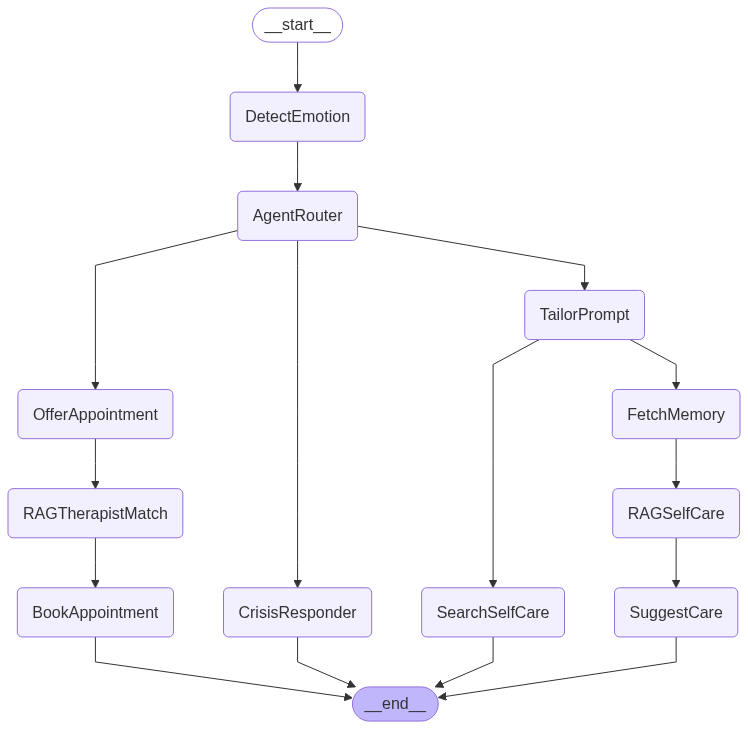 __start__
DetectEmotion
AgentRouter
TailorPrompt
OfferAppointment
FetchMemory
RAGTherapistMatch
RAGSelfCare
BookAppointment
CrisisResponder
SearchSelfCare
SuggestCare
__end__